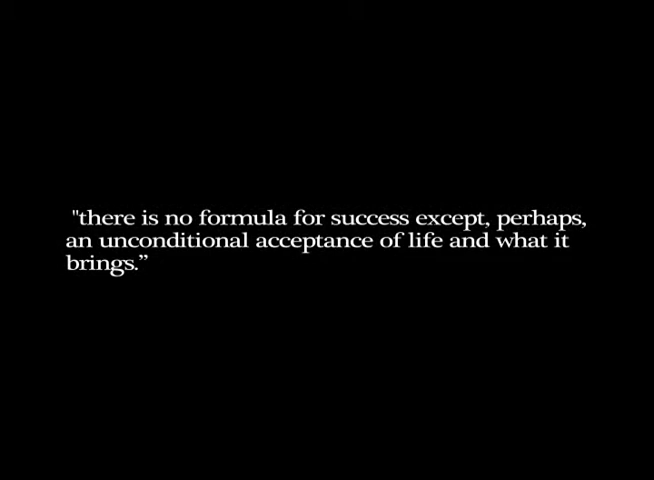 "there is no formula for success except, perhaps,
an unconditional acceptance of life and what it
brings.”